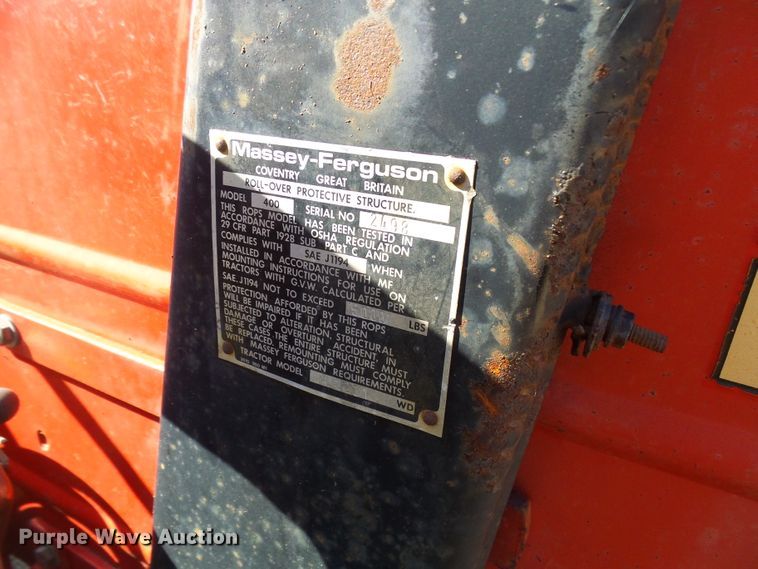 Massey-Ferguson
COVENTRY GREAT BRITAIN
ROLL-OVER PROTECTIVE STRUCTURE.
MODEL 400 SERIAL NO 2498
THIS ROPS MODEL HAS BEEN TESTED IN
ACCORDANCE WITH OSHA REGULATION
29 CFR PART 1928 SUB PART C AND
COMPLIES WITH SAE J1194 WHEN
INSTALLED IN ACCORDANCE WITH MF
MOUNTING INSTRUCTIONS FOR USE ON
TRACTORS WITH G.V.W. CALCULATED PER
SAE J1194 NOT TO EXCEED LBS
PROTECTION AFFORDED BY THIS ROPS
WILL BE IMPAIRED IF IT HAS BEEN
SUBJECTED TO ALTERATION, STRUCTURAL
DAMAGE OR OVERTURN ACCIDENT, IN
THESE CASES THE ENTIRE STRUCTURE MUST
BE REPLACED, REMOUNTING MUST COMPLY
WITH MASSEY FERGUSON REQUIREMENTS.
TRACTOR MODEL WD
Purple Wave Auction